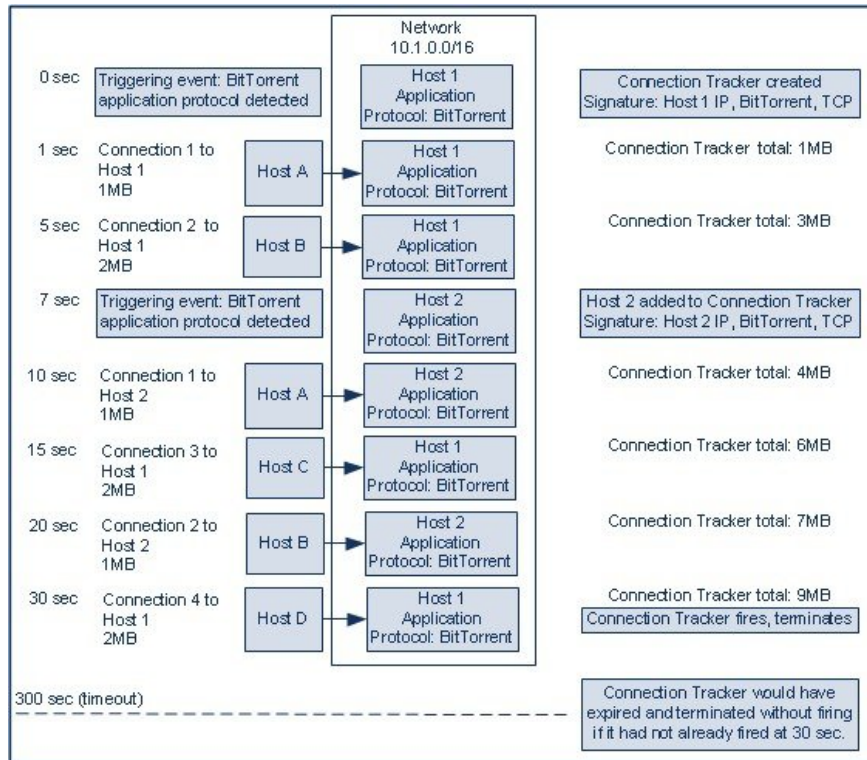 Network
10.1.0.0/16
0 sec
Triggering event: BitTorrent
application protocol detected
Host 1
Application
Protocol: BitTorrent
Connection Tracker created
Signature: Host 1 IP, BitTorrent, TCP
1 sec
Connection 1 to
Host 1
1MB
Host A
Host 1
Application
Protocol: BitTorrent
Connection Tracker total: 1MB
5 sec
Connection 2 to
Host 1
2MB
Host B
Host 1
Application
Protocol: BitTorrent
Connection Tracker total: 3MB
7 sec
Triggering event: BitTorrent
application protocol detected
Host 2
Application
Protocol: BitTorrent
Host 2 added to Connection Tracker
Signature: Host 2 IP, BitTorrent, TCP
10 sec
Connection 1 to
Host 2
1MB
Host A
Host 2
Application
Protocol: BitTorrent
Connection Tracker total: 4MB
15 sec
Connection 3 to
Host 1
2MB
Host C
Host 1
Application
Protocol: BitTorrent
Connection Tracker total: 6MB
20 sec
Connection 2 to
Host 2
1MB
Host B
Host 2
Application
Protocol: BitTorrent
Connection Tracker total: 7MB
30 sec
Connection 4 to
Host 1
2MB
Host D
Host 1
Application
Protocol: BitTorrent
Connection Tracker total: 9MB
Connection Tracker fires, terminates
300 sec (timeout)
Connection Tracker would have
expired and terminated without firing
if it had not already fired at 30 sec.